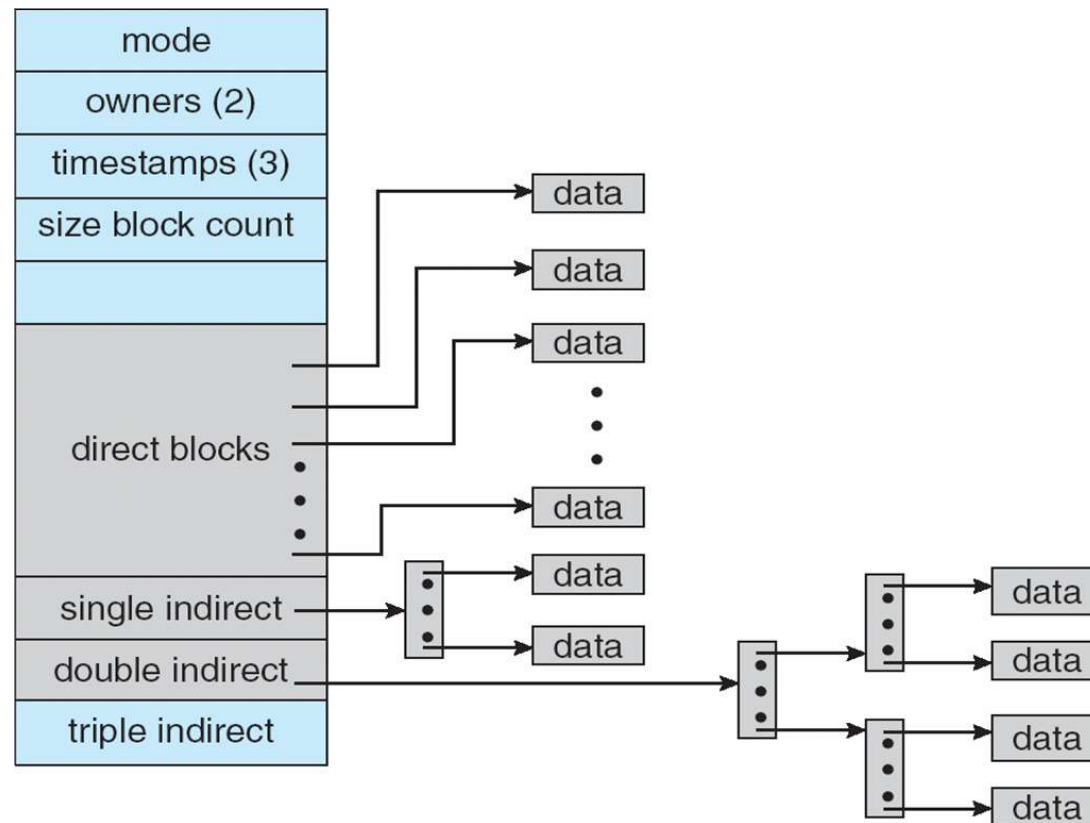 mode
owners (2)
timestamps (3)
size block count
direct blocks
single indirect
double indirect
triple indirect
data
data
data
data
data
data
data
data
data
data